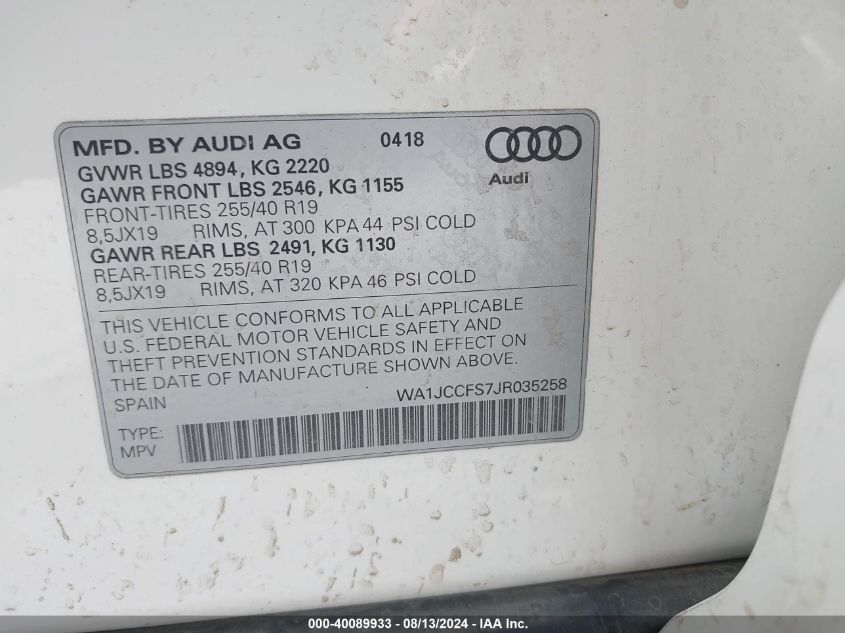 MFD. BY AUDI AG 0418
GVWR LBS 4894, KG 2220
GAWR FRONT LBS 2546, KG 1155
Audi
FRONT-TIRES 255/40 R19
8,5JX19 RIMS, AT 300 KPA 44 PSI COLD
GAWR REAR LBS 2491, KG 1130
REAR-TIRES 255/40 R19
8,5JX19 RIMS, AT 320 KPA 46 PSI COLD
THIS VEHICLE CONFORMS TO ALL APPLICABLE
U.S. FEDERAL MOTOR VEHICLE SAFETY, AND
THEFT PREVENTION STANDARDS IN EFFECT ON
THE DATE OF MANUFACTURE SHOWN ABOVE.
SPAIN WA1JCCFS7JR035258
TYPE:
MPV
000-40089933 - 08/13/2024 - IAA Inc.